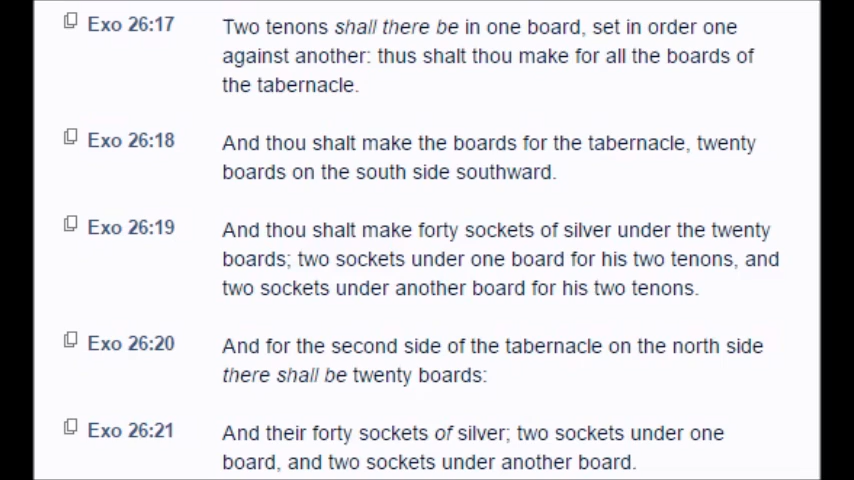 Exo 26:17 Two tenons shall there be in one board, set in order one
against another: thus shalt thou make for all the boards of
the tabernacle.
Exo 26:18 And thou shalt make the boards for the tabernacle, twenty
boards on the south side southward.
Exo 26:19 And thou shalt make forty sockets of silver under the twenty
boards; two sockets under one board for his two tenons, and
two sockets under another board for his two tenons.
Exo 26:20 And for the second side of the tabernacle on the north side
there shall be twenty boards:
Exo 26:21 And their forty sockets of silver; two sockets under one
board, and two sockets under another board.